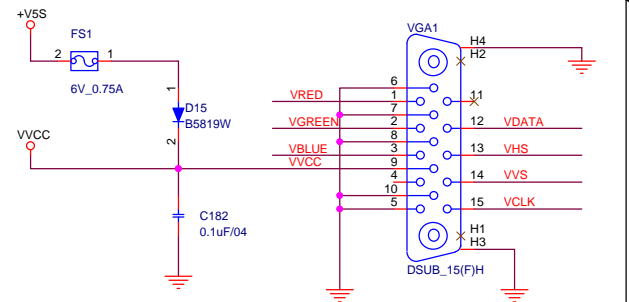 +V5S
FS1
2
1
6V_0.75A
1
D15
B5819W
2
VVCC
C182
0.1uF/04
VGA1
H4
H2
6
VRED
1
11
7
VGREEN
2
12
VDATA
8
VBLUE
3
13
VHS
VVCC
9
4
14
VVS
10
5
15
VCLK
H1
H3
DSUB_15(F)H